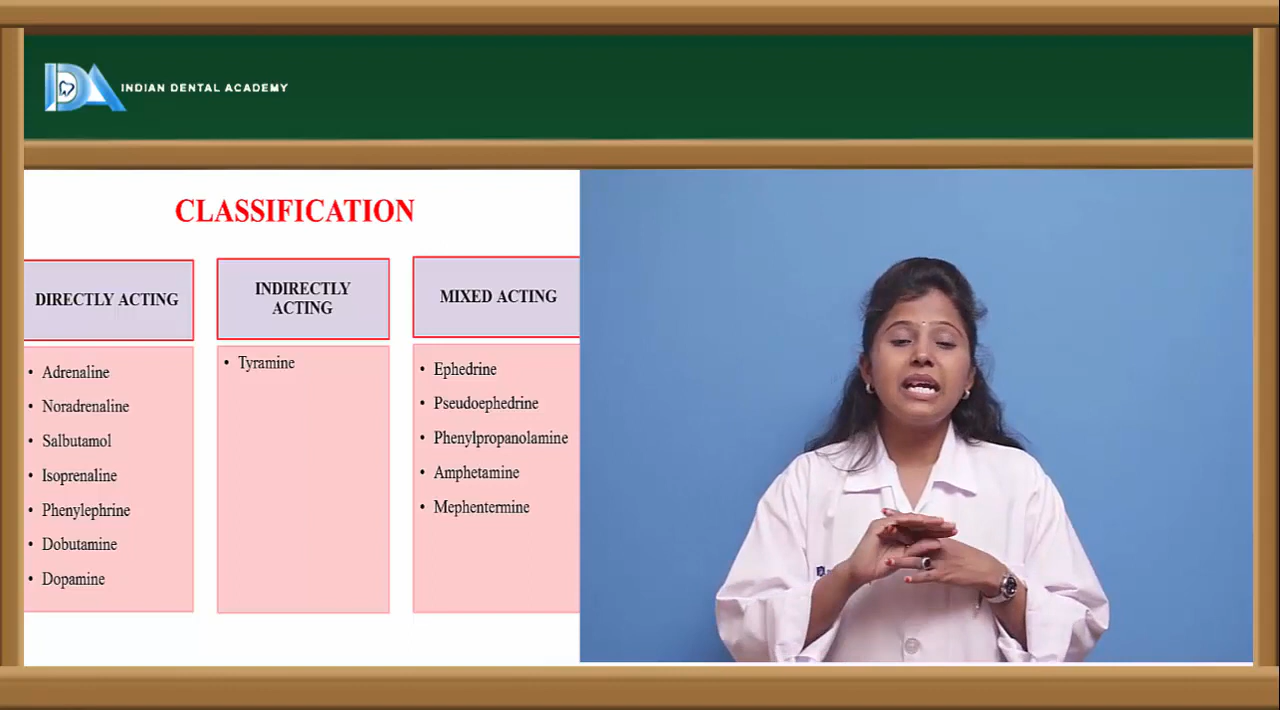 INDIAN DENTAL ACADEMY
CLASSIFICATION
DIRECTLY ACTING
• Adrenaline
• Noradrenaline
• Salbutamol
• Isoprenaline
• Phenylephrine
• Dobutamine
• Dopamine
INDIRECTLY
ACTING
• Tyramine
MIXED ACTING
• Ephedrine
• Pseudoephedrine
• Phenylpropanolamine
• Amphetamine
• Mephentermine